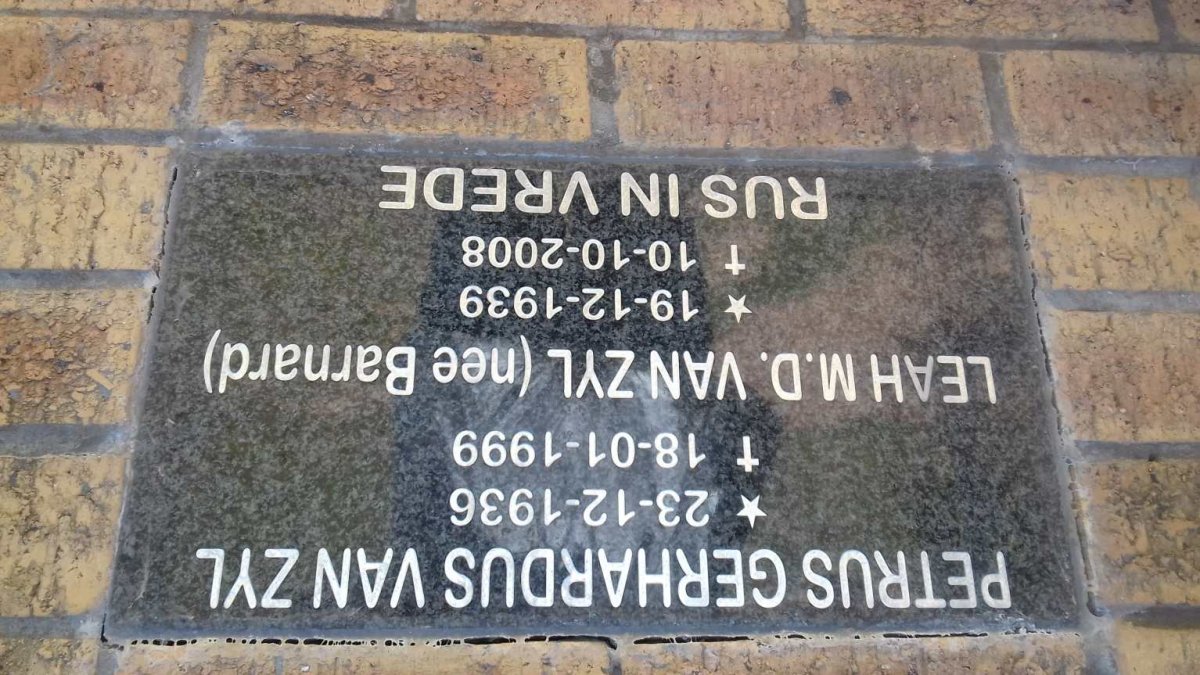 PETRUS GERHARDUS VAN ZYL
★ 23-12-1936
✝ 18-01-1999
LEAH M.D. VAN ZYL (nee Barnard)
★ 19-12-1939
✝ 10-10-2008
RUS IN VREDE